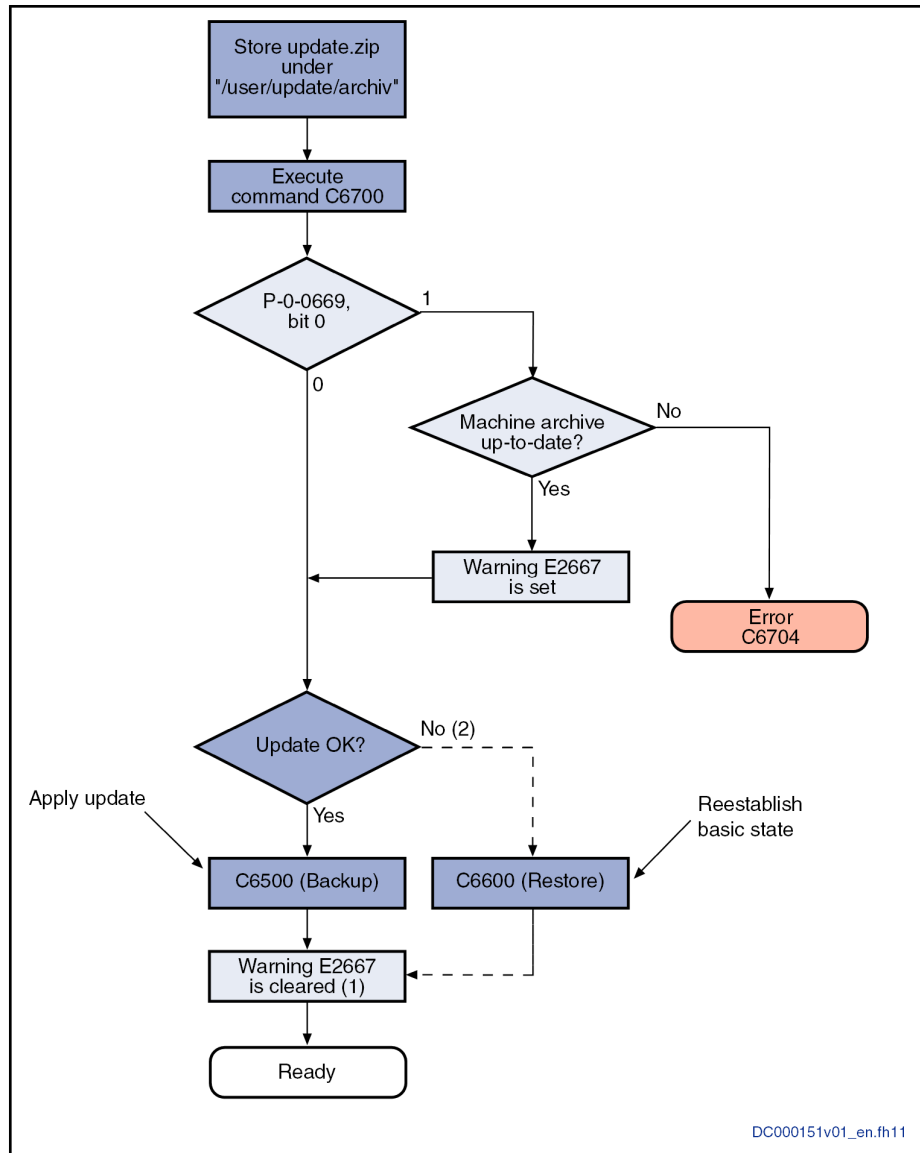 Store update.zip
under
"/user/update/archiv"
Execute
command C6700
P-0-0669,
bit 0
1
0
Machine archive
up-to-date?
No
Yes
Warning E2667
is set
Error
C6704
Update OK?
No (2)
Yes
Apply update
Reestablish
basic state
C6500 (Backup)
C6600 (Restore)
Warning E2667
is cleared (1)
Ready
DC000151v01_en.fh11